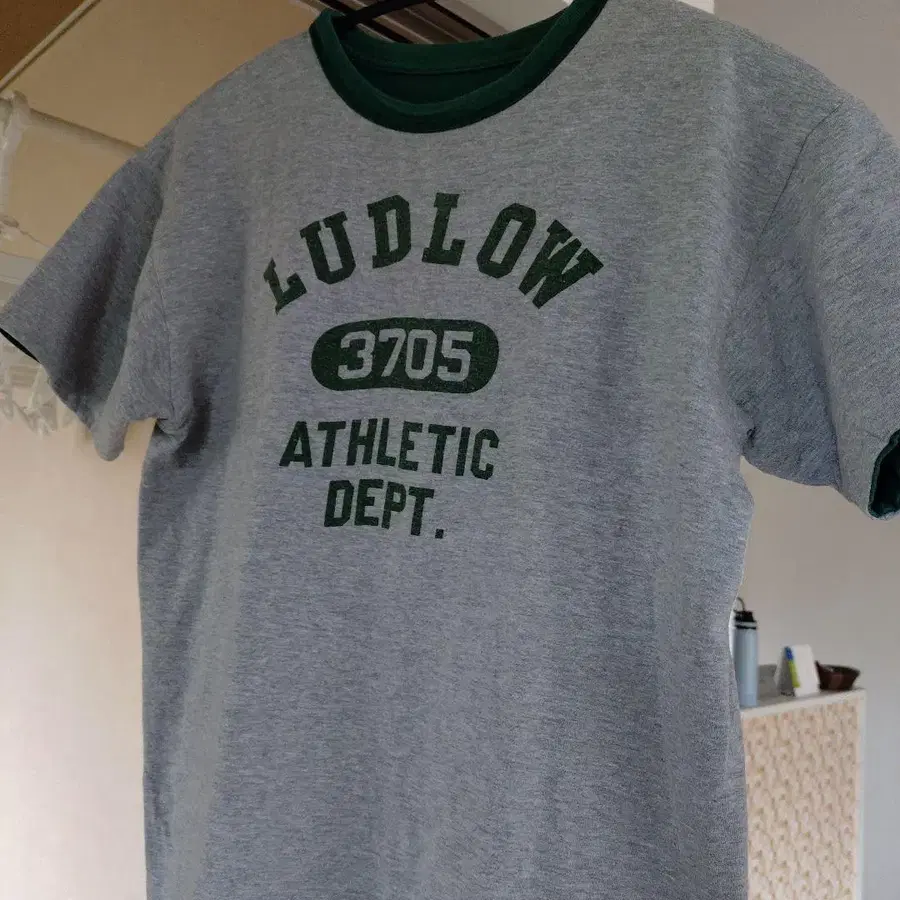 LUDLOW
3705
ATHLETIC
DEPT.